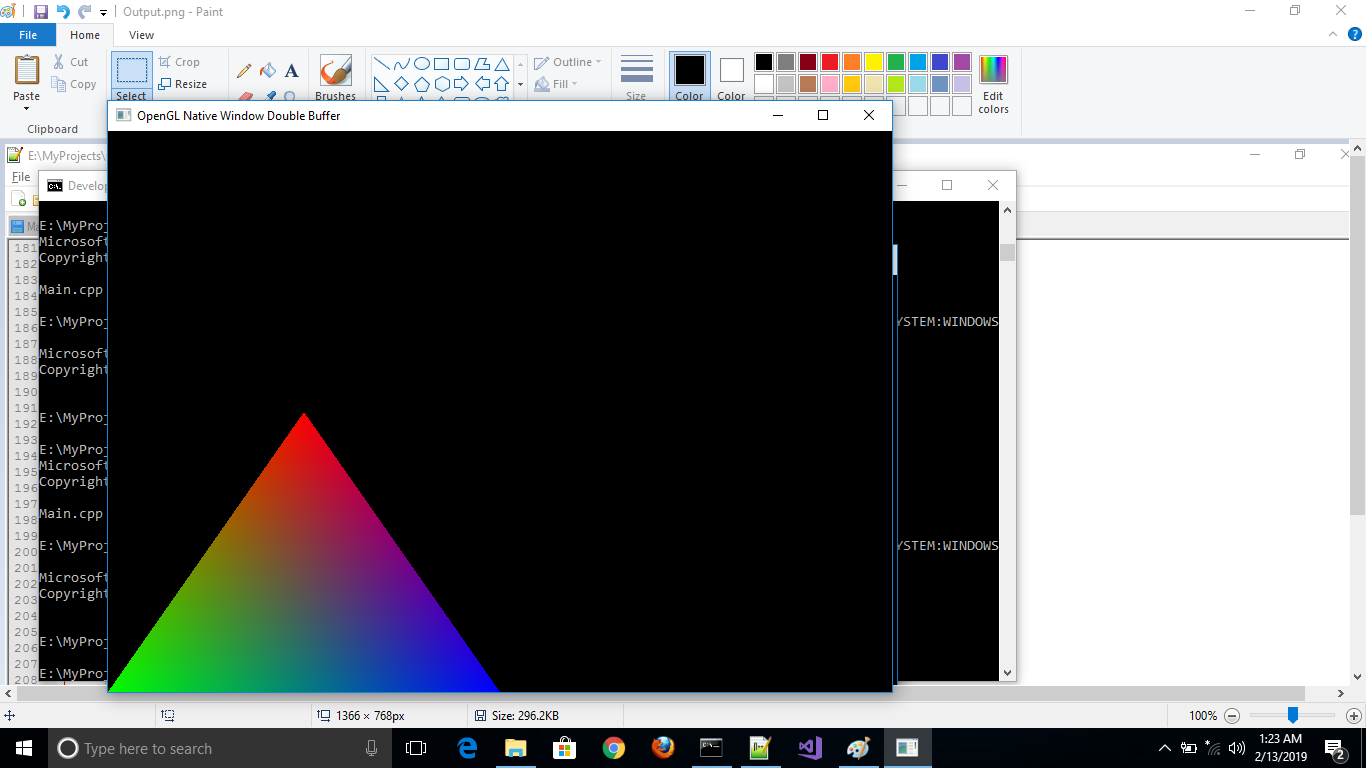 Output.png - Paint
File Home View
Paste
Cut
Copy
Clipboard
Select
Crop
Resize
A
Brushes
Outline
Fill
Size
Color
Color
Edit
colors
OpenGL Native Window Double Buffer
E:\MyProjects\
File
Develop
E:\MyProj
Microsoft
Copyright
Main.cpp
E:\MyProj
YSTEM:WINDOWS
Microsoft
Copyright
E:\MyProj
E:\MyProj
Microsoft
Copyright
Main.cpp
E:\MyProj
YSTEM:WINDOWS
Microsoft
Copyright
E:\MyProj
E:\MyProj
181
182
183
184
185
186
187
188
189
190
191
192
193
194
195
196
197
198
199
200
201
202
203
204
205
206
207
208
1366 × 768px
Size: 296.2KB
100%
Type here to search
1:23 AM
2/13/2019
2